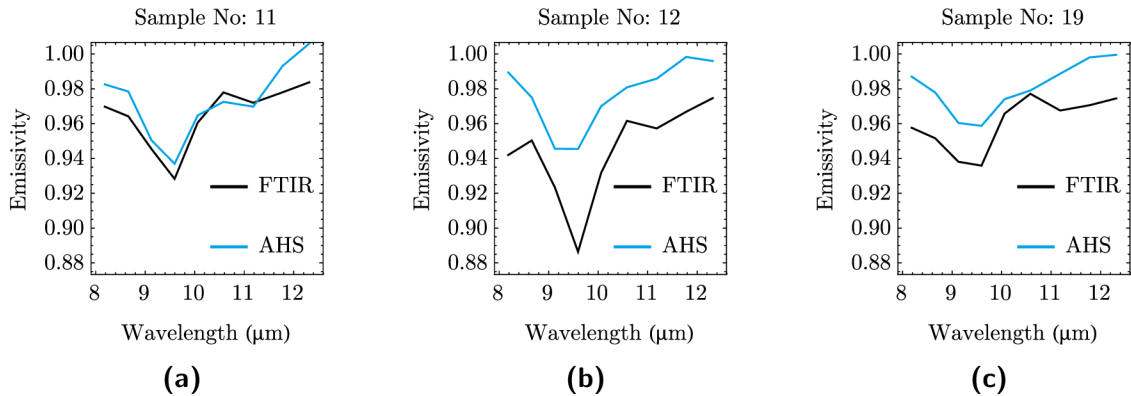 Sample No: 11
Emissivity
1.00
0.98
0.96
0.94
0.92
0.90
0.88
FTIR
AHS
8 9 10 11 12
Wavelength (μm)
(a)
Sample No: 12
Emissivity
1.00
0.98
0.96
0.94
0.92
0.90
0.88
FTIR
AHS
8 9 10 11 12
Wavelength (μm)
(b)
Sample No: 19
Emissivity
1.00
0.98
0.96
0.94
0.92
0.90
0.88
FTIR
AHS
8 9 10 11 12
Wavelength (μm)
(c)